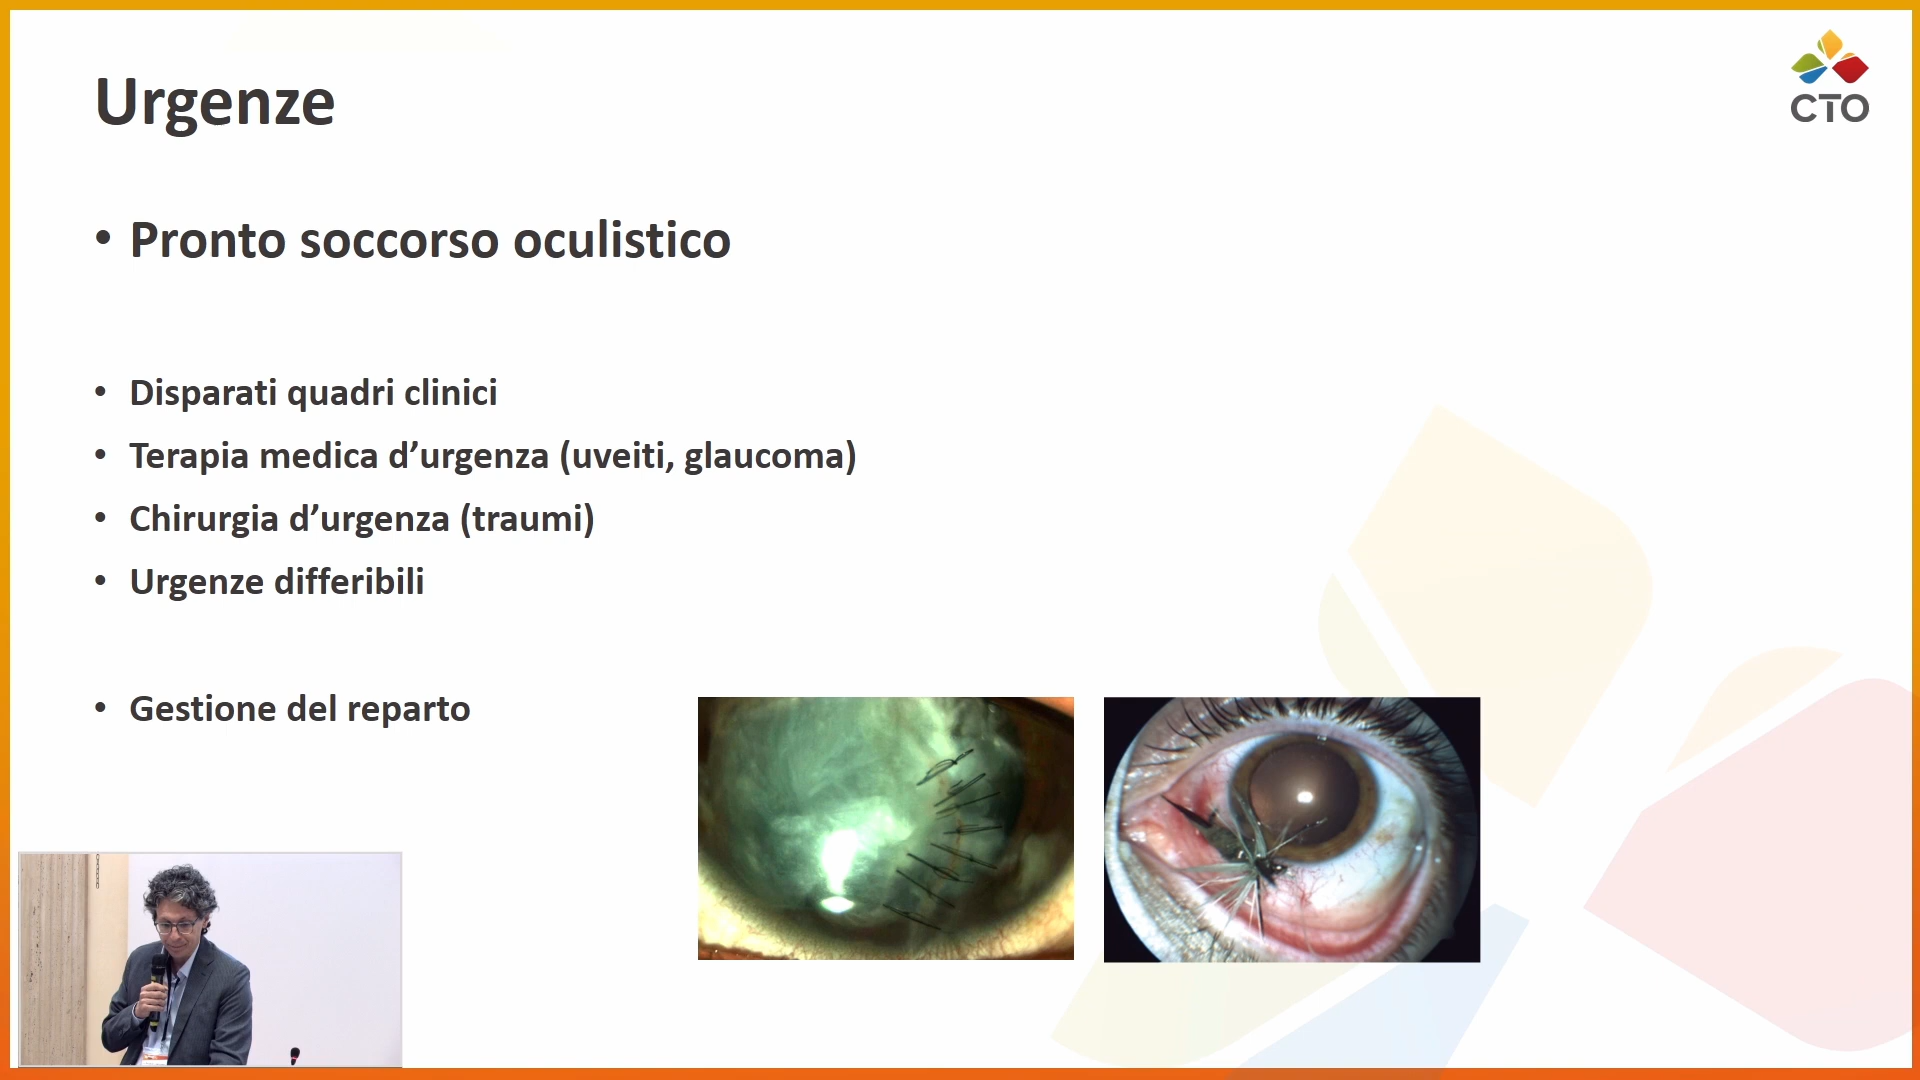 Urgenze
CTO
• Pronto soccorso oculistico
• Disparati quadri clinici
• Terapia medica d’urgenza (uveiti, glaucoma)
• Chirurgia d’urgenza (traumi)
• Urgenze differibili
• Gestione del reparto